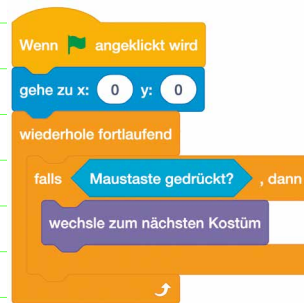 Wenn angeklickt wird
gehe zu x: 0 y: 0
wiederhole fortlaufend
falls Maustaste gedrückt? , dann
wechsle zum nächsten Kostüm